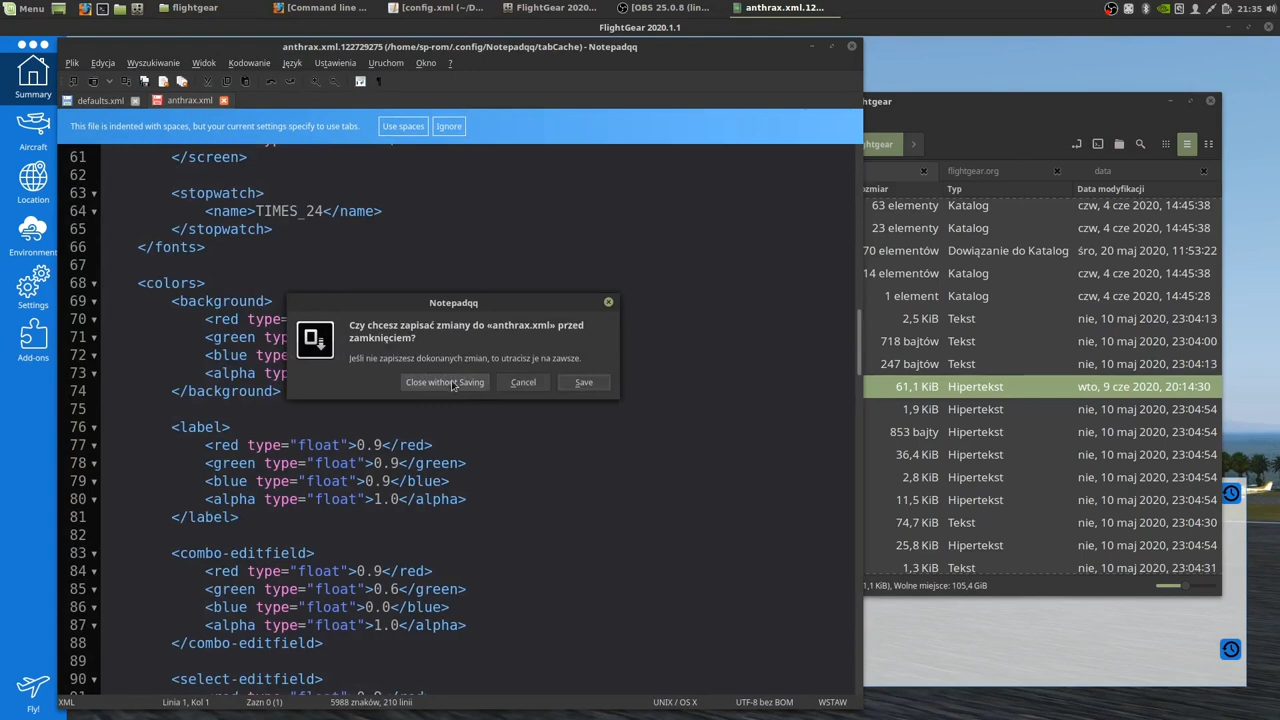 Menu
flightgear
[Command line ...
[config.xml (~/D...
FlightGear 2020....
[OBS 25.0.8 (lin...
anthrax.xml.12...
21:35
FlightGear 2020.1.1
anthrax.xml.122729275 (/home/sp-rom/.config/Notepadqq/tabCache) - Notepadqq
Plik Edycja Wyszukiwanie Widok Kodowanie Język Ustawienia Uruchom Okno ?
defaults.xml
anthrax.xml
This file is indented with spaces, but your current settings specify to use tabs.
Use spaces
Ignore
Summary
Aircraft
Location
Environment
Settings
Add-ons
Fly!
61 </screen>
62
63 <stopwatch>
64 <name>TIMES_24</name>
65 </stopwatch>
66 </fonts>
67
68 <colors>
69 <background>
70 <red type=
71 <green type=
72 <blue type=
73 <alpha type=
74 </background>
75
76 <label>
77 <red type="float">0.9</red>
78 <green type="float">0.9</green>
79 <blue type="float">0.9</blue>
80 <alpha type="float">1.0</alpha>
81 </label>
82
83 <combo-editfield>
84 <red type="float">0.9</red>
85 <green type="float">0.6</green>
86 <blue type="float">0.0</blue>
87 <alpha type="float">1.0</alpha>
88 </combo-editfield>
89
90 <select-editfield>
Notepadqq
Czy chcesz zapisać zmiany do «anthrax.xml» przed
zamknięciem?
Jeśli nie zapiszesz dokonanych zmian, to utracisz je na zawsze.
Close without Saving
Cancel
Save
XML
Linia 1, Kol 1
Zazn 0 (1)
5988 znaków, 210 linii
UNIX / OS X
UTF-8 bez BOM
WSTAW
flightgear.org
data
Typ
Data modyfikacji
63 elementy Katalog czw, 4 cze 2020, 14:45:38
23 elementy Katalog czw, 4 cze 2020, 14:45:38
70 elementów Dowiązanie do Katalog śro, 20 maj 2020, 11:53:22
14 elementów Katalog czw, 4 cze 2020, 14:45:38
1 element Katalog czw, 4 cze 2020, 14:45:38
2,5 KiB Tekst nie, 10 maj 2020, 23:04:10
718 bajtów Tekst nie, 10 maj 2020, 23:04:00
247 bajtów Tekst nie, 10 maj 2020, 23:04:13
61,1 KiB Hipertekst wto, 9 cze 2020, 20:14:30
1,9 KiB Hipertekst nie, 10 maj 2020, 23:04:54
853 bajty Hipertekst nie, 10 maj 2020, 23:04:54
36,4 KiB Hipertekst nie, 10 maj 2020, 23:04:54
2,8 KiB Hipertekst nie, 10 maj 2020, 23:04:54
11,5 KiB Hipertekst nie, 10 maj 2020, 23:04:54
74,7 KiB Tekst nie, 10 maj 2020, 23:04:30
25,8 KiB Hipertekst nie, 10 maj 2020, 23:04:54
1,3 KiB Tekst nie, 10 maj 2020, 23:04:31
Wolne miejsce: 105,4 GiB